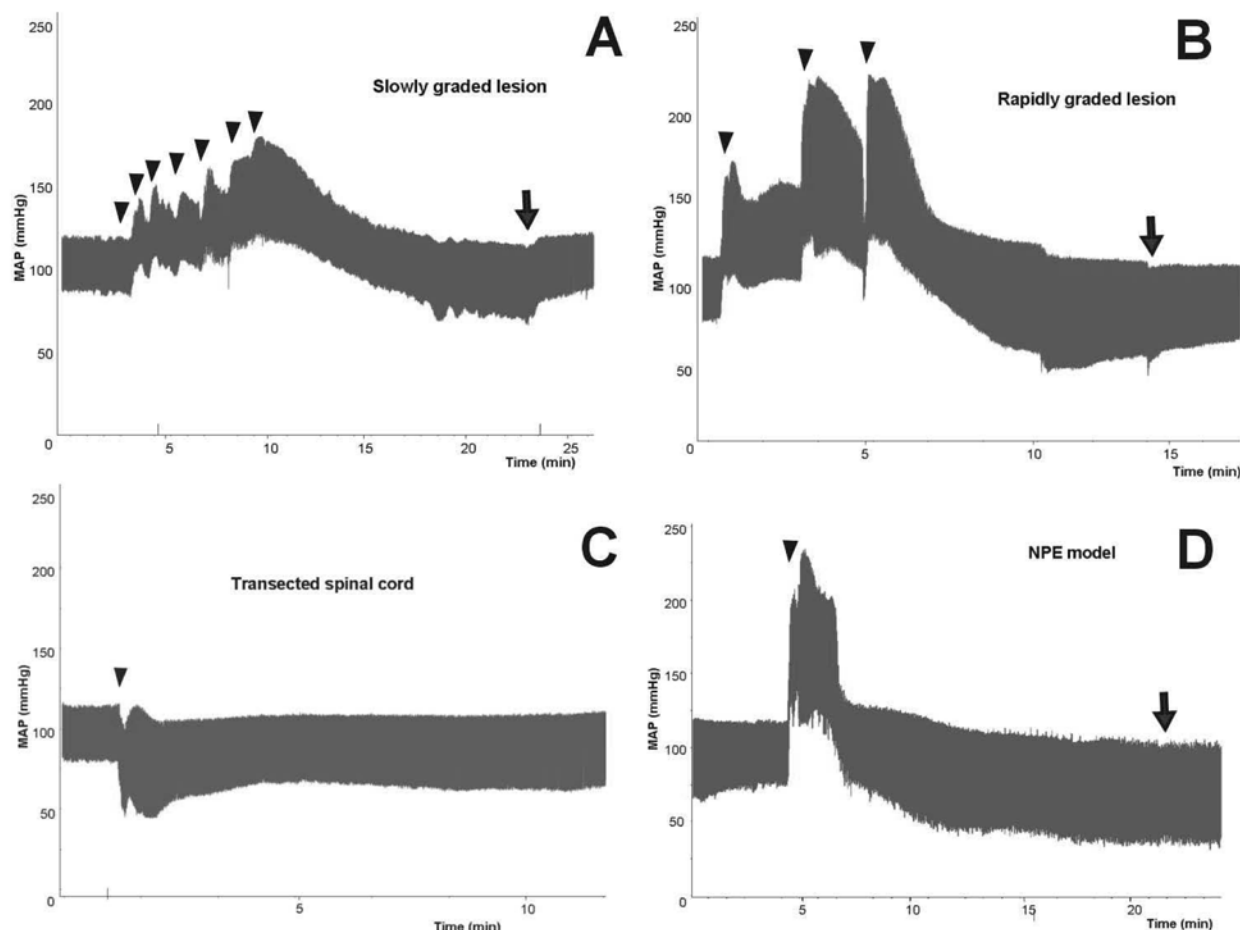 A
Slowly graded lesion
MAP (mmHg)
250
200
150
100
50
0
5
10
15
20
25
Time (min)
B
Rapidly graded lesion
MAP (mmHg)
250
200
150
100
50
0
5
10
15
Time (min)
C
Transected spinal cord
MAP (mmHg)
250
200
150
100
50
0
5
10
Time (min)
D
NPE model
MAP (mmHg)
250
200
150
100
50
0
5
10
15
20
Time (min)